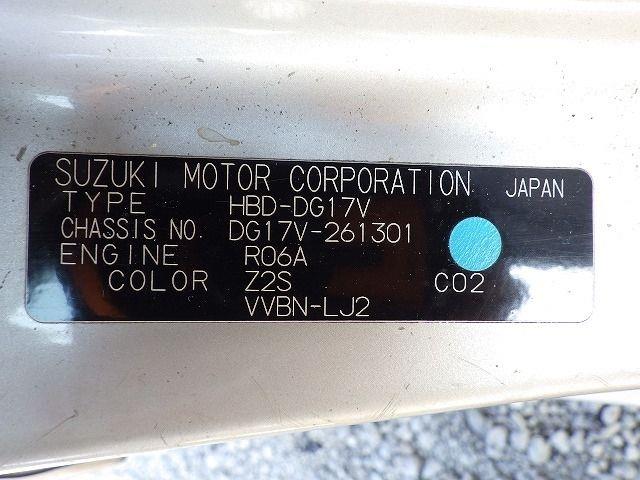 SUZUKI MOTOR CORPORATION JAPAN
TYPE HBD-DG17V
CHASSIS NO. DG17V-261301
ENGINE R06A
COLOR Z2S C02
VVBN-LJ2